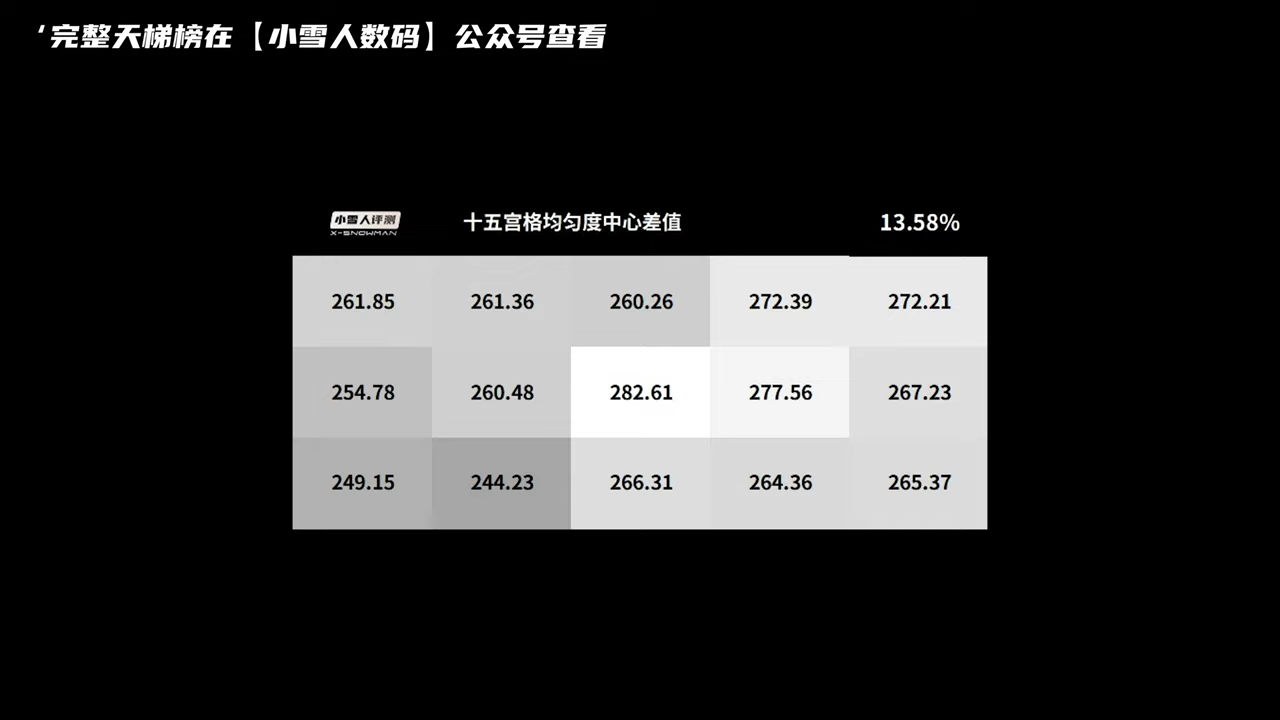 ‘完整天梯榜在【小雪人数码】公众号查看
小雪人评测 十五宫格均匀度中心差值 13.58%
X-SNOWMAN
261.85 261.36 260.26 272.39 272.21
254.78 260.48 282.61 277.56 267.23
249.15 244.23 266.31 264.36 265.37